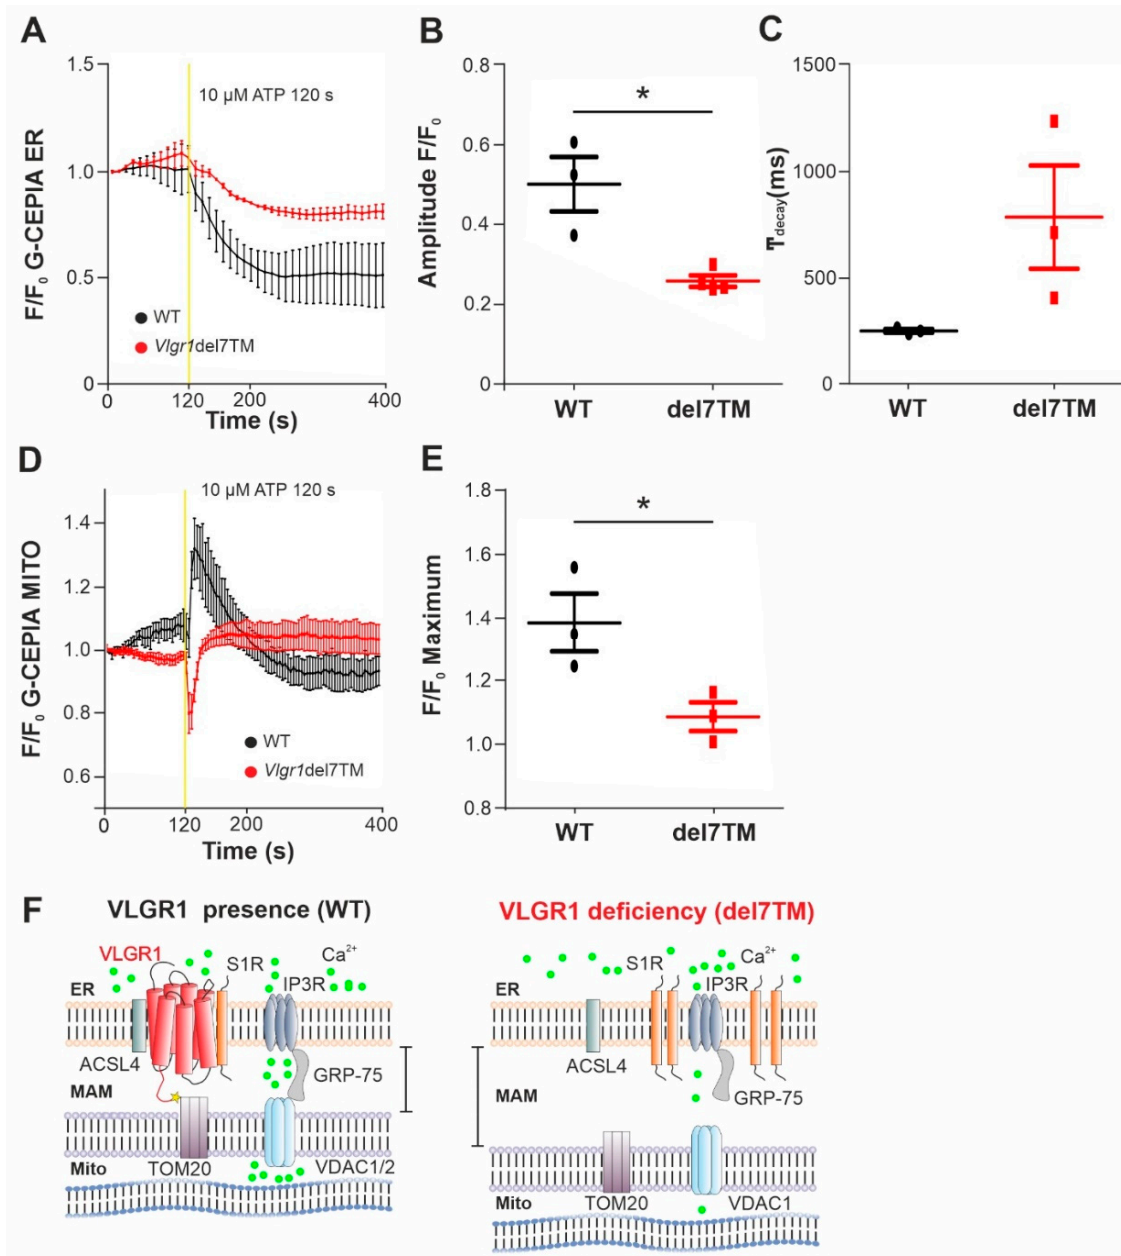 A
F/F₀ G-CEPIA ER
1.5
1.0
0.5
0
10 µM ATP 120 s
WT
Vlgr1del7TM
0
120
200
400
Time (s)
B
Amplitude F/F₀
0.8
0.6
0.4
0.2
0
*
WT
del7TM
C
τdecay(ms)
1500
1000
500
0
WT
del7TM
D
F/F₀ G-CEPIA MITO
1.4
1.2
1.0
0.8
0.6
10 µM ATP 120 s
WT
Vlgr1del7TM
0
120
200
400
Time (s)
E
F/F₀ Maximum
1.8
1.6
1.4
1.2
1.0
0.8
*
WT
del7TM
F
VLGR1 presence (WT)
VLGR1
S1R
Ca²⁺
IP3R
ER
ACSL4
GRP-75
MAM
Mito
TOM20
VDAC1/2
VLGR1 deficiency (del7TM)
S1R
Ca²⁺
IP3R
ER
ACSL4
GRP-75
MAM
Mito
TOM20
VDAC1